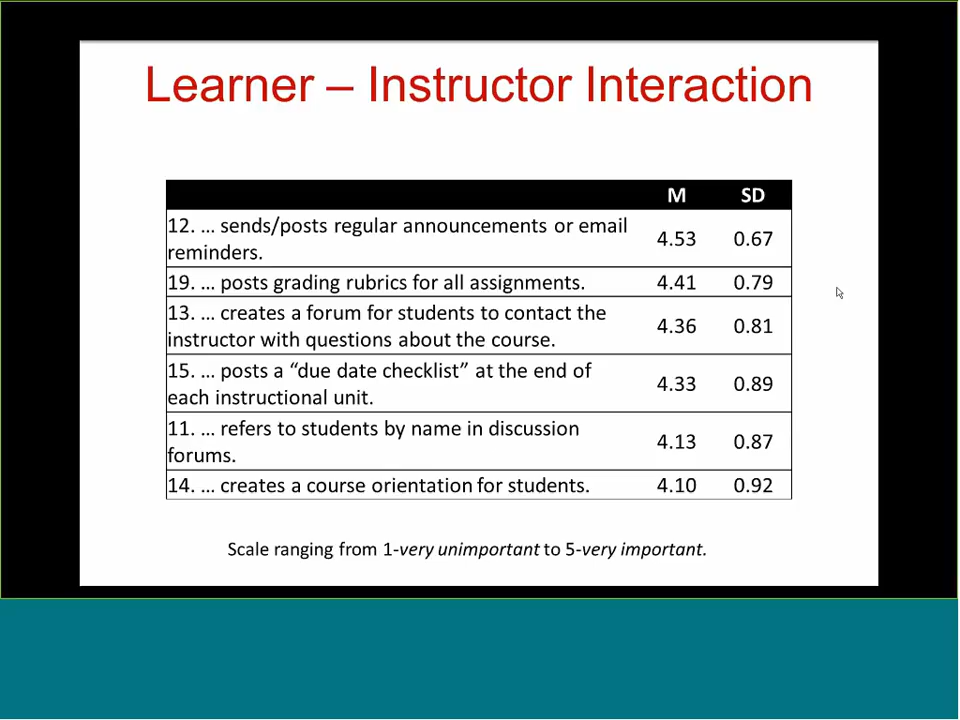 Learner – Instructor Interaction
M SD
12. … sends/posts regular announcements or email
reminders. 4.53 0.67
19. … posts grading rubrics for all assignments. 4.41 0.79
13. … creates a forum for students to contact the
instructor with questions about the course. 4.36 0.81
15. … posts a “due date checklist” at the end of
each instructional unit. 4.33 0.89
11. … refers to students by name in discussion
forums. 4.13 0.87
14. … creates a course orientation for students. 4.10 0.92
Scale ranging from 1-very unimportant to 5-very important.